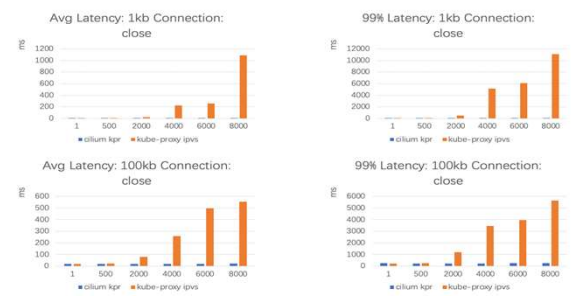 Avg Latency: 1kb Connection:
close
ms
1200
1000
800
600
400
200
0
1 500 2000 4000 6000 8000
cilium kpr kube-proxy ipvs
99% Latency: 1kb Connection:
close
ms
12000
10000
8000
6000
4000
2000
0
1 500 2000 4000 6000 8000
cilium kpr kube-proxy ipvs
Avg Latency: 100kb Connection:
close
ms
600
500
400
300
200
100
0
1 500 2000 4000 6000 8000
cilium kpr kube-proxy ipvs
99% Latency: 100kb Connection:
close
ms
6000
5000
4000
3000
2000
1000
0
1 500 2000 4000 6000 8000
cilium kpr kube-proxy ipvs